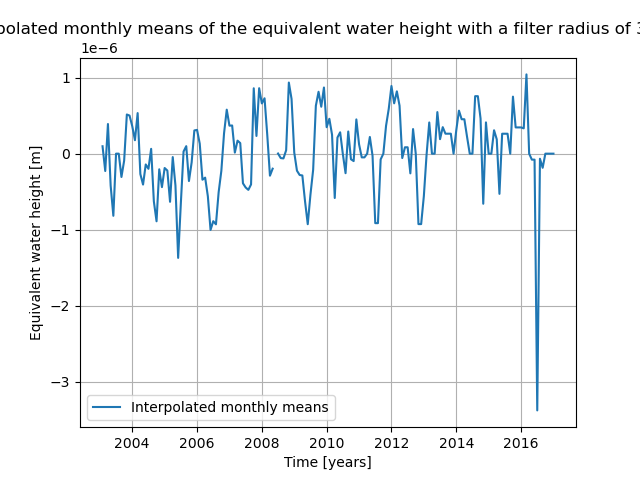 polated monthly means of the equivalent water height with a filter radius of 3
1e−6
1
0
−1
−2
−3
Equivalent water height [m]
Interpolated monthly means
2004 2006 2008 2010 2012 2014 2016
Time [years]